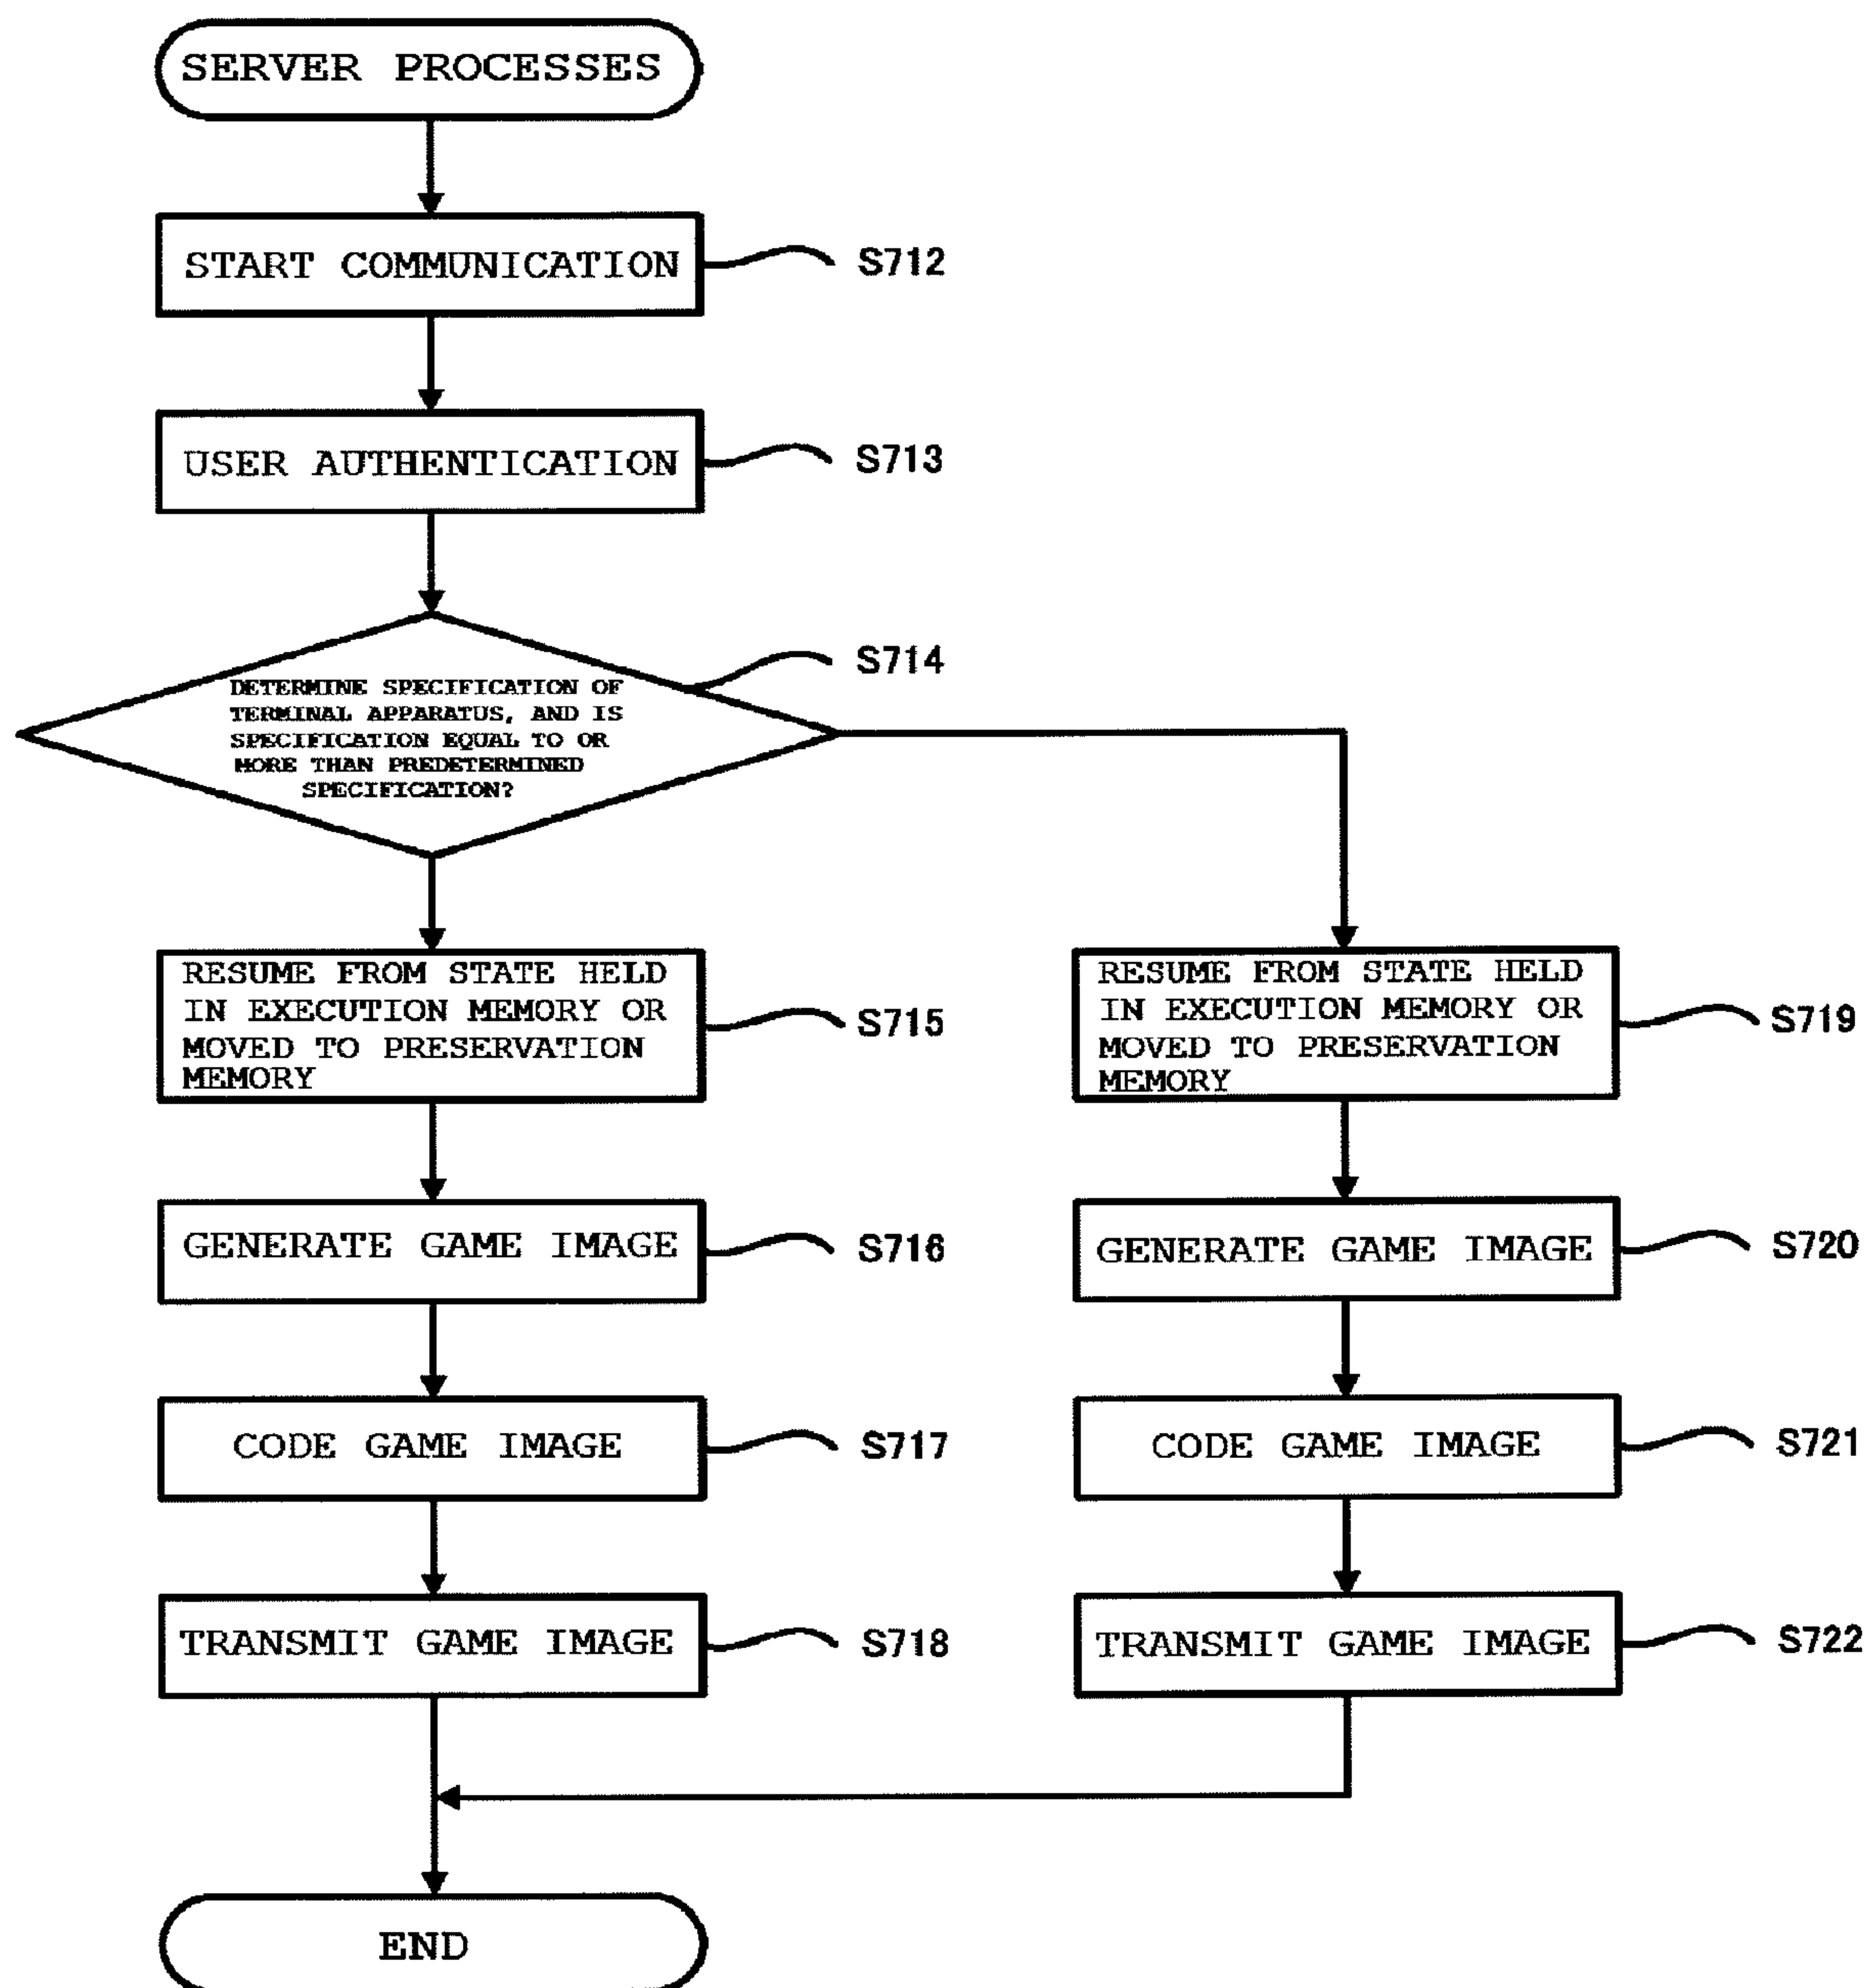 SERVER PROCESSES
START COMMUNICATION
S712
USER AUTHENTICATION
S713
DETERMINE SPECIFICATION OF
TERMINAL APPARATUS, AND IS
SPECIFICATION EQUAL TO OR
MORE THAN PREDETERMINED
SPECIFICATION?
S714
RESUME FROM STATE HELD
IN EXECUTION MEMORY OR
MOVED TO PRESERVATION
MEMORY
S715
GENERATE GAME IMAGE
S716
CODE GAME IMAGE
S717
TRANSMIT GAME IMAGE
S718
RESUME FROM STATE HELD
IN EXECUTION MEMORY OR
MOVED TO PRESERVATION
MEMORY
S719
GENERATE GAME IMAGE
S720
CODE GAME IMAGE
S721
TRANSMIT GAME IMAGE
S722
END